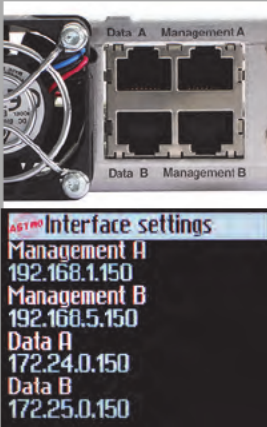 Data A Management A
Data B Management B
ASTRO Interface settings
Management A
192.168.1.150
Management B
192.168.5.150
Data A
172.24.0.150
Data B
172.25.0.150